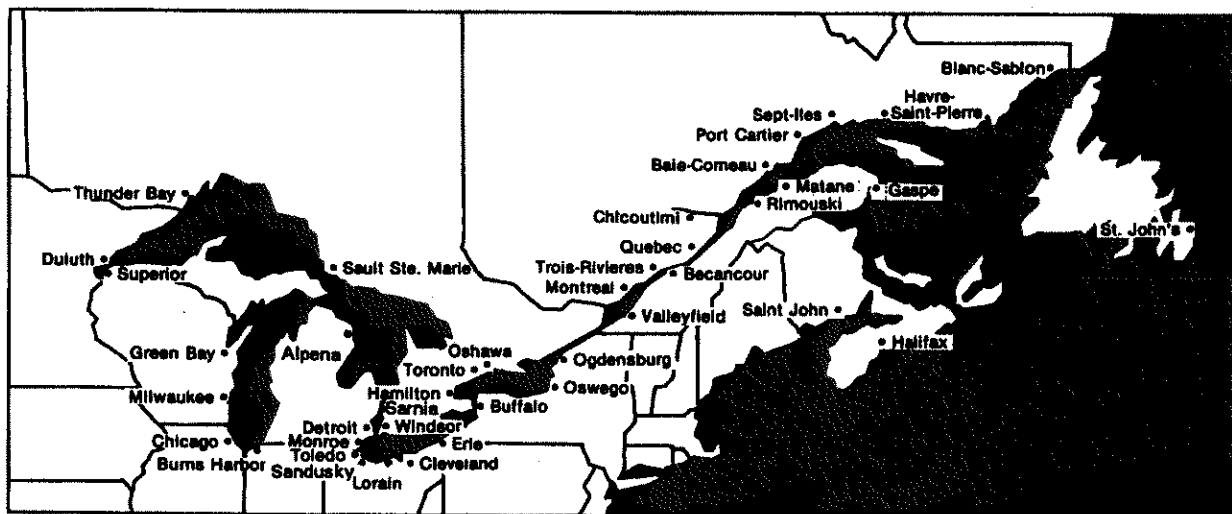 Blanc-Sablon
Havre-
Sept-Iles
Saint-Pierre
Port Cartier
Baie-Comeau
Thunder Bay
Matane
Gaspe
Rimouski
Chicoutimi
St. John's
Quebec
Duluth
Superior
Sault Ste. Marie
Trois-Rivieres
Becancour
Montreal
Valleyfield
Saint John
Green Bay
Alpena
Oshawa
Ogdensburg
Halifax
Toronto
Milwaukee
Hamilton
Oswego
Sarnia
Buffalo
Detroit
Windsor
Chicago
Monroe
Erie
Burns Harbor
Toledo
Sandusky
Cleveland
Lorain